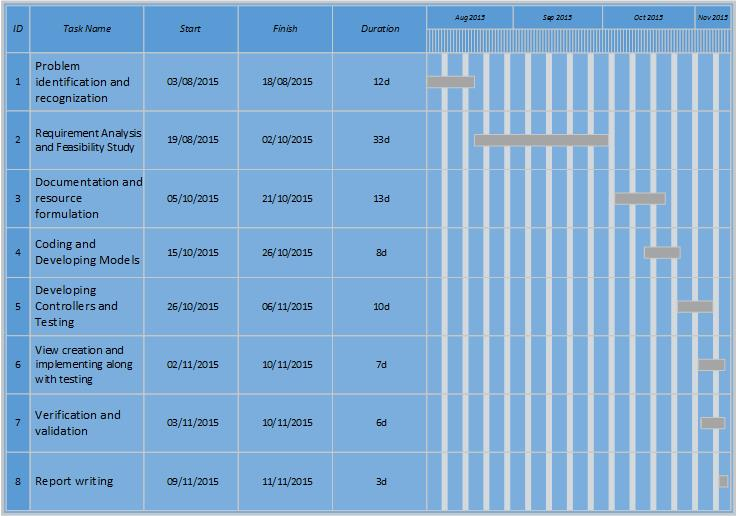 ID Task Name Start Finish Duration Aug 2015 Sep 2015 Oct 2015 Nov 2015
1 Problem identification and recognization 03/08/2015 18/08/2015 12d
2 Requirement Analysis and Feasibility Study 19/08/2015 02/10/2015 33d
3 Documentation and resource formulation 05/10/2015 21/10/2015 13d
4 Coding and Developing Models 15/10/2015 26/10/2015 8d
5 Developing Controllers and Testing 26/10/2015 06/11/2015 10d
6 View creation and implementing along with testing 02/11/2015 10/11/2015 7d
7 Verification and validation 03/11/2015 10/11/2015 6d
8 Report writing 09/11/2015 11/11/2015 3d